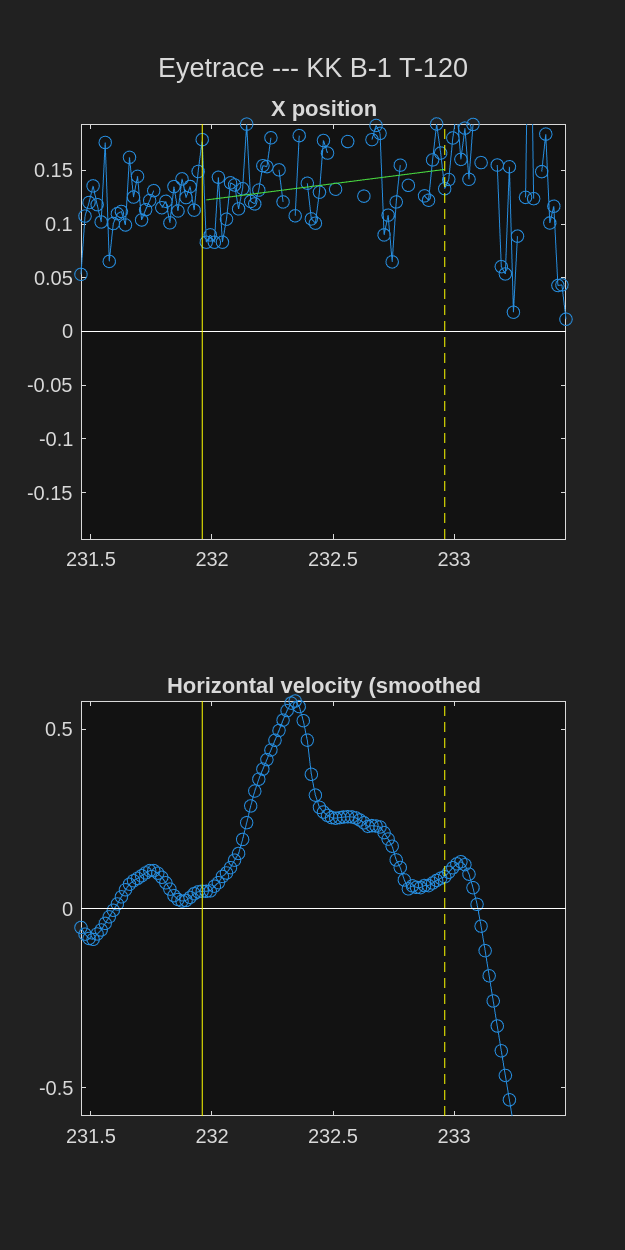 Eyetrace --- KK B-1 T-120
X position
0.15
0.1
0.05
0
-0.05
-0.1
-0.15
231.5 232 232.5 233
Horizontal velocity (smoothed
0.5
0
-0.5
231.5 232 232.5 233